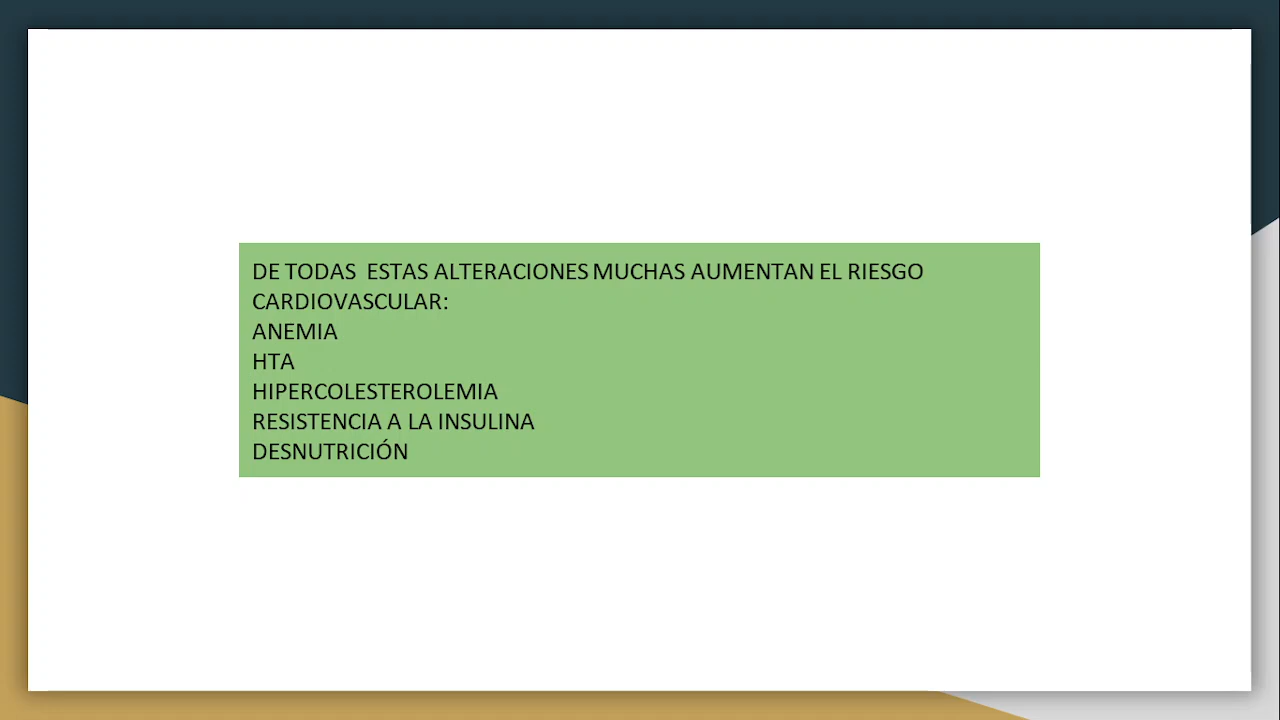 DE TODAS  ESTAS ALTERACIONES MUCHAS AUMENTAN EL RIESGO
CARDIOVASCULAR:
ANEMIA
HTA
HIPERCOLESTEROLEMIA
RESISTENCIA A LA INSULINA
DESNUTRICIÓN